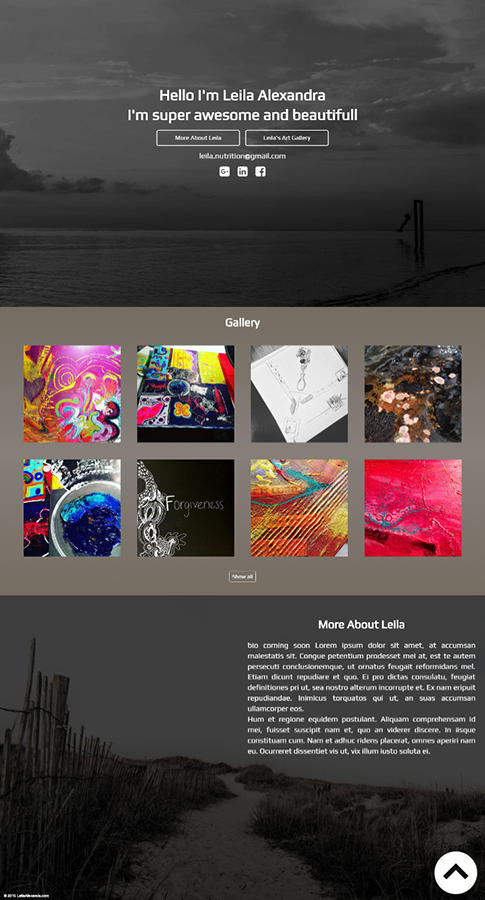 Hello I'm Leila Alexandra
I'm super awesome and beautifull
More About Leila
Leila's Art Gallery
leila.nutrition@gmail.com
G+ in f
Gallery
Forgiveness
Show all
More About Leila
bio coming soon Lorem ipsum dolor sit amet, at accumsan
maiestatis sit. Congue petentium prodesset mei at, est te autem
persecuti conclusionemque, ut ornatus feugait reformidans mel.
Etiam dicunt repudiare et quo. Ei pro dictas consulatu, feugiat
definitiones pri ut, sea nostro alterum incorrupte et. Ex nam eripuit
repudiandae. Inimicus torquatos qui ut, an suas accumsan
ullamcorper eos.
Hum et regione equidem postulant. Aliquam comprehensam id
mei, fuisset suscipit nam et, quo an viderer discere. In iisque
constituam cum. Nam et adhuc ridens placerat, omnes aperiri nam
eu. Ocurreret dissentiet vis ut, vix illum iusto soluta ei.
© 2015 LeilaAlexandra.com